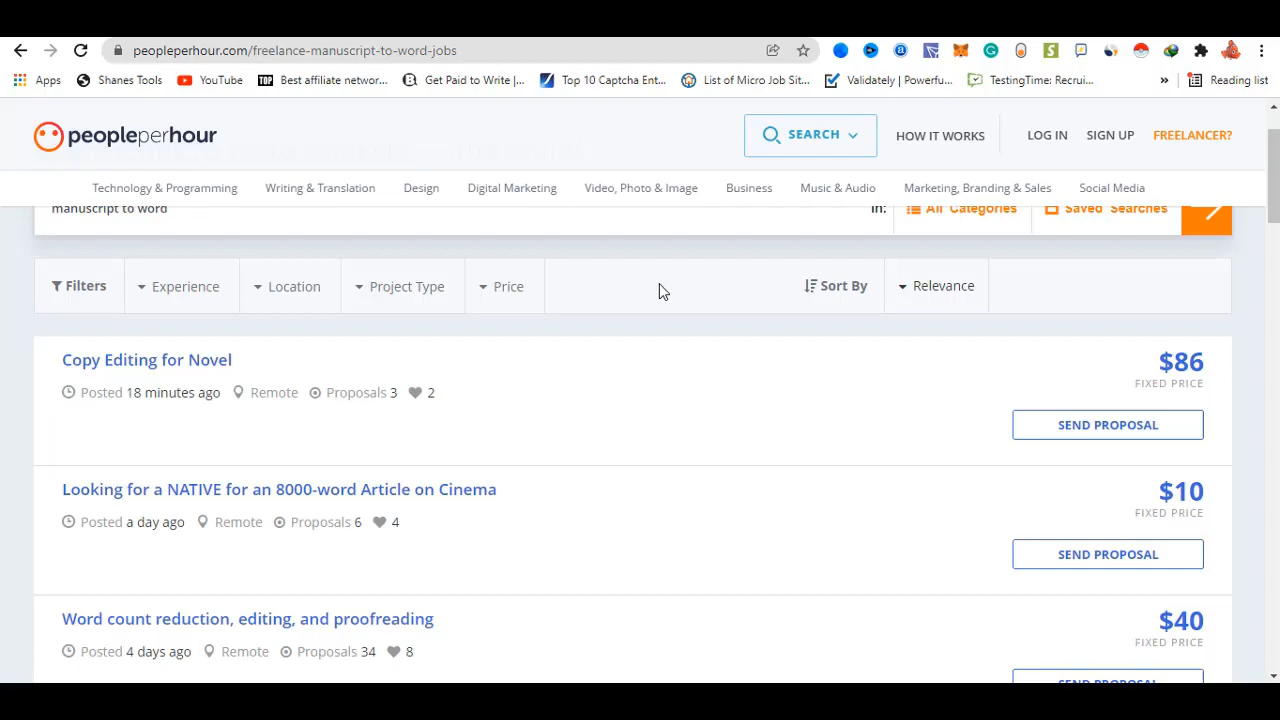 peopleperhour.com/freelance-manuscript-to-word-jobs
Apps Shanes Tools YouTube TOP Best affiliate networ... Get Paid to Write |... Top 10 Captcha Ent... List of Micro Job Sit... Validately | Powerfu... TestingTime: Recrui... » Reading list
peopleperhour SEARCH HOW IT WORKS LOG IN SIGN UP FREELANCER?
Technology & Programming Writing & Translation Design Digital Marketing Video, Photo & Image Business Music & Audio Marketing, Branding & Sales Social Media
manuscript to word In: All Categories Saved Searches
Filters Experience Location Project Type Price Sort By Relevance
Copy Editing for Novel $86
FIXED PRICE
Posted 18 minutes ago Remote Proposals 3 2
SEND PROPOSAL
Looking for a NATIVE for an 8000-word Article on Cinema $10
FIXED PRICE
Posted a day ago Remote Proposals 6 4
SEND PROPOSAL
Word count reduction, editing, and proofreading $40
FIXED PRICE
Posted 4 days ago Remote Proposals 34 8
SEND PROPOSAL